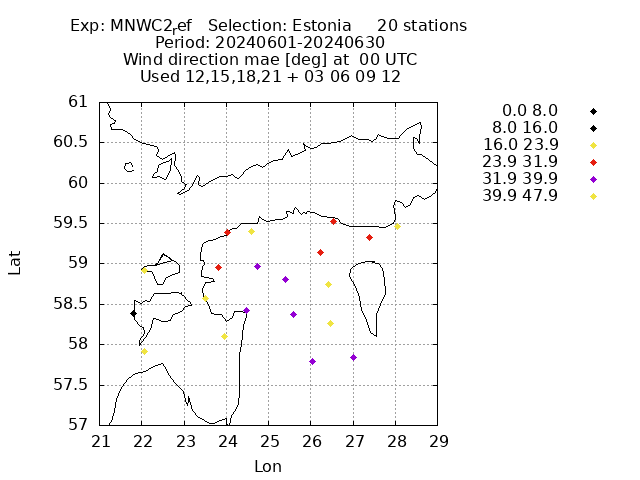 Exp: MNWC2_ref Selection: Estonia 20 stations
Period: 20240601-20240630
Wind direction mae [deg] at 00 UTC
Used 12,15,18,21 + 03 06 09 12
61
60.5
60
59.5
59
58.5
58
57.5
57
Lat
21 22 23 24 25 26 27 28 29
Lon
0.0 8.0
8.0 16.0
16.0 23.9
23.9 31.9
31.9 39.9
39.9 47.9